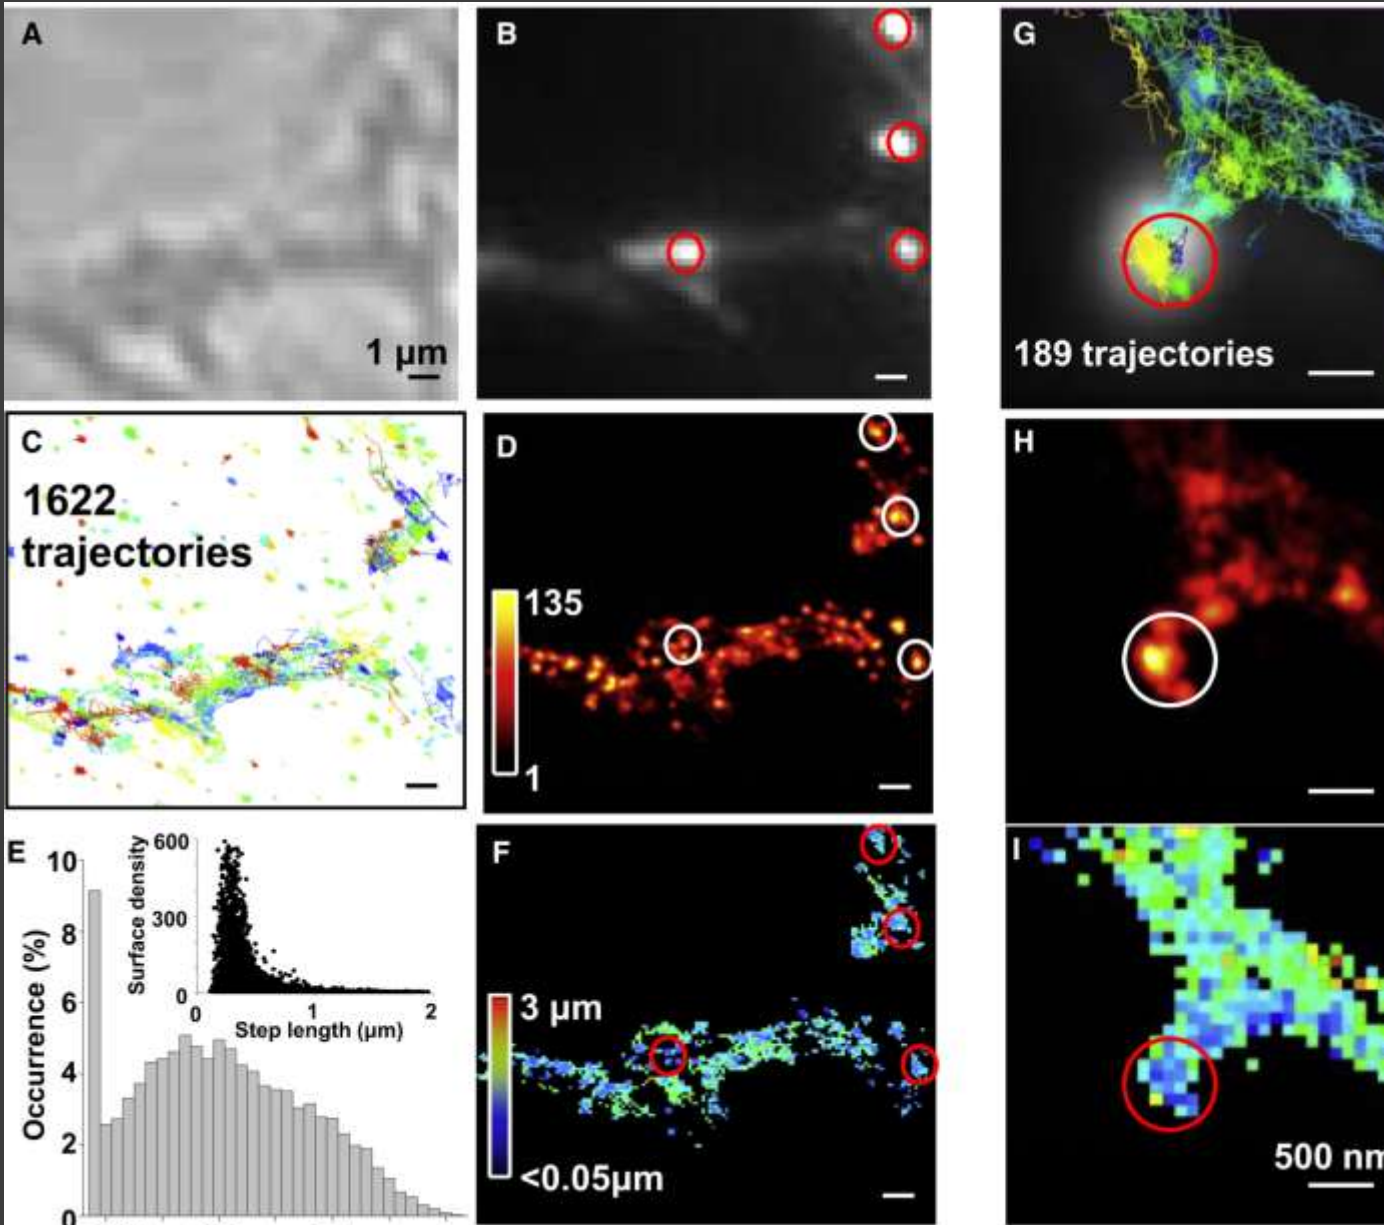 A
1 µm
B
G
189 trajectories
C
1622
trajectories
D
135
1
H
E
Occurrence (%)
10
8
6
4
2
0
Surface density
600
300
0
0
1
2
Step length (µm)
F
3 µm
<0.05µm
I
500 nm